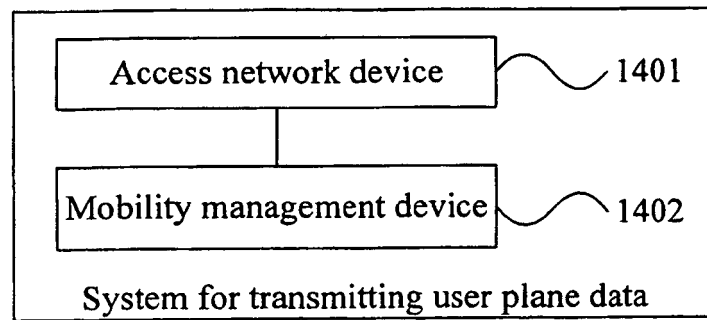 Access network device
1401
Mobility management device
1402
System for transmitting user plane data